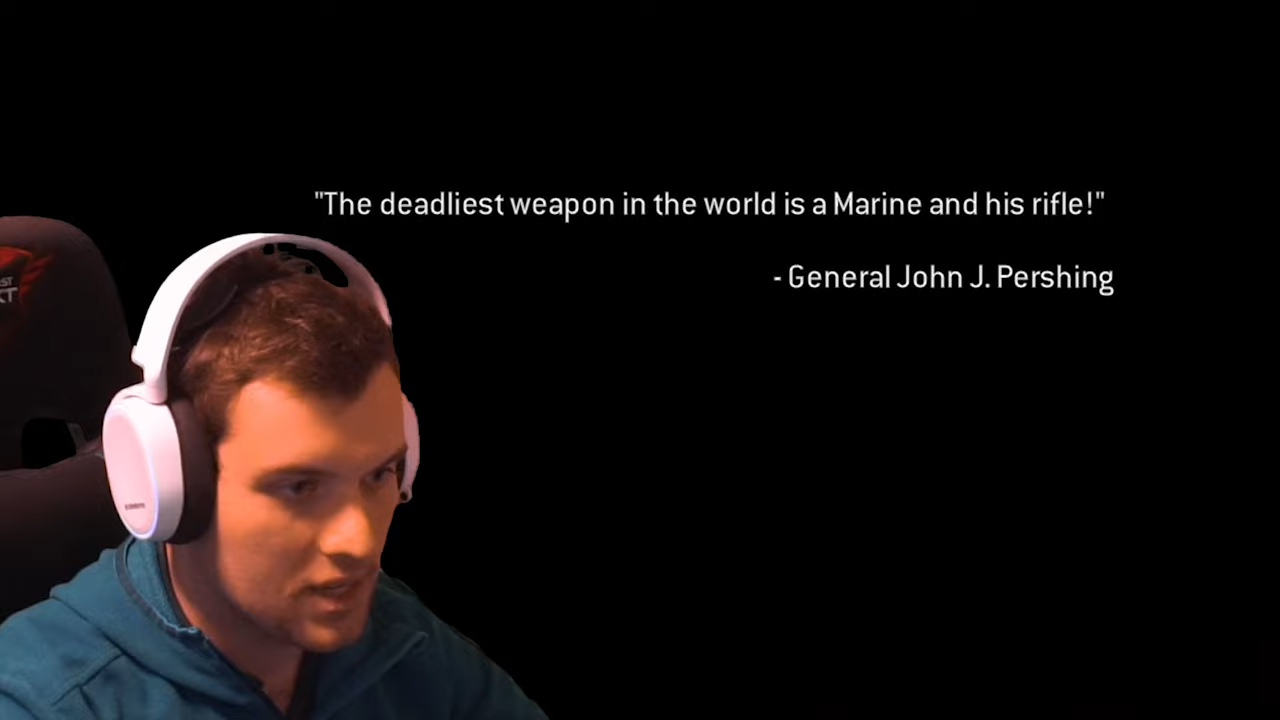 "The deadliest weapon in the world is a Marine and his rifle!"
- General John J. Pershing